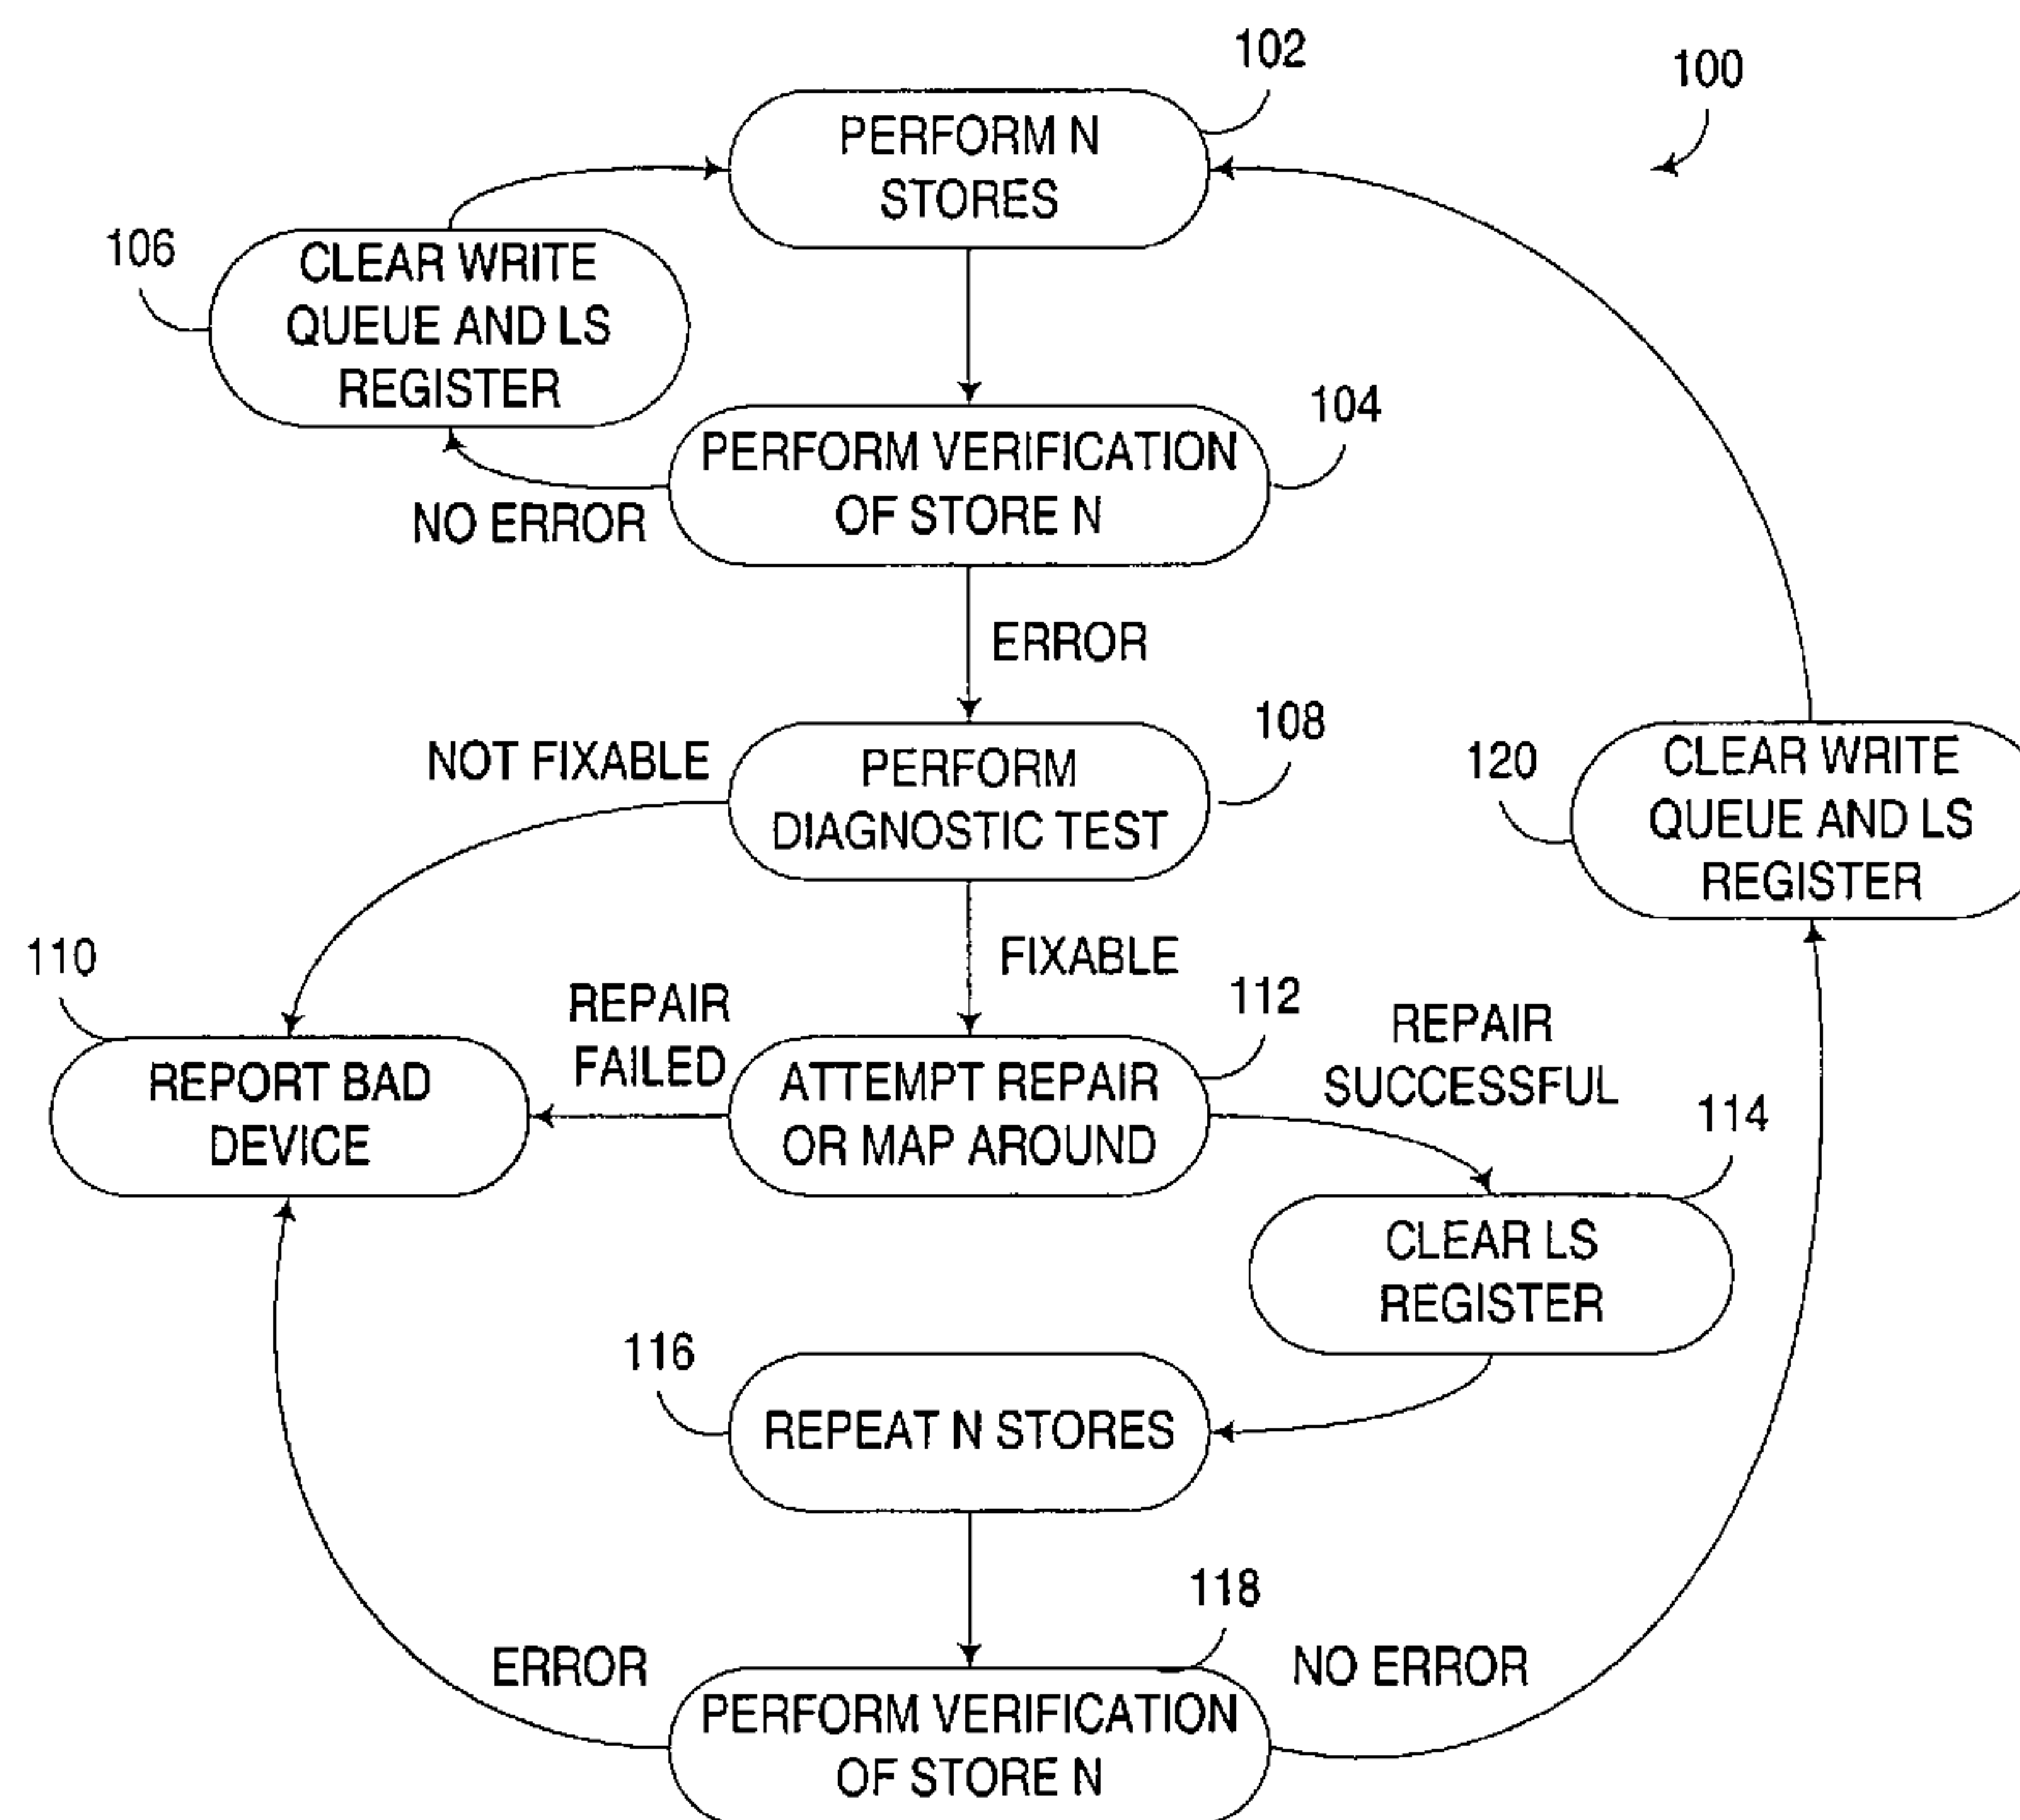 102
100
PERFORM N
STORES
106
CLEAR WRITE
QUEUE AND LS
REGISTER
104
PERFORM VERIFICATION
OF STORE N
NO ERROR
ERROR
108
NOT FIXABLE
PERFORM
DIAGNOSTIC TEST
120
CLEAR WRITE
QUEUE AND LS
REGISTER
110
FIXABLE
REPAIR
FAILED
112
REPAIR
SUCCESSFUL
REPORT BAD
DEVICE
ATTEMPT REPAIR
OR MAP AROUND
114
CLEAR LS
REGISTER
116
REPEAT N STORES
118
ERROR
NO ERROR
PERFORM VERIFICATION
OF STORE N